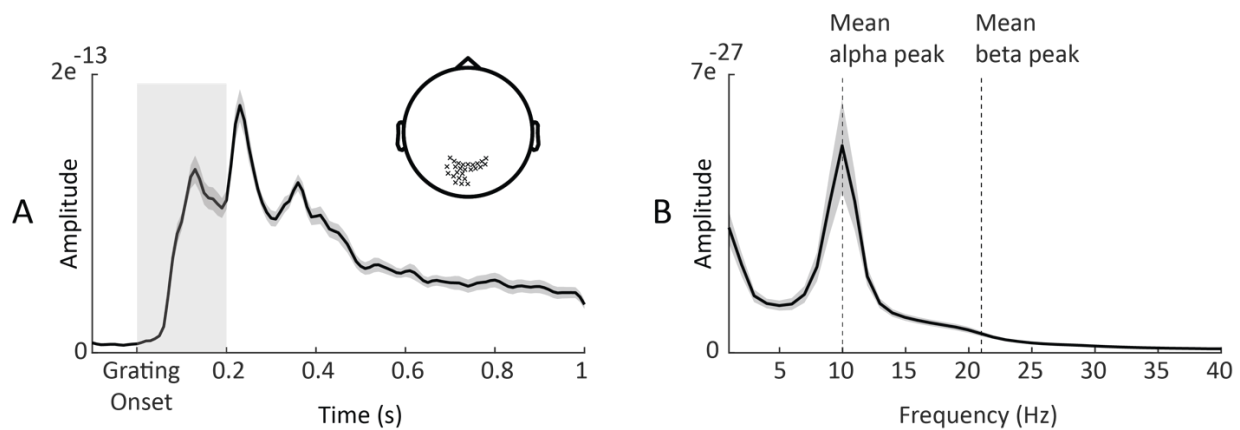 A
2e
-13
Amplitude
0
Grating
Onset
0.2
0.4
0.6
0.8
1
Time (s)
B
7e
-27
Mean
alpha peak
Mean
beta peak
Amplitude
0
5
10
15
20
25
30
35
40
Frequency (Hz)